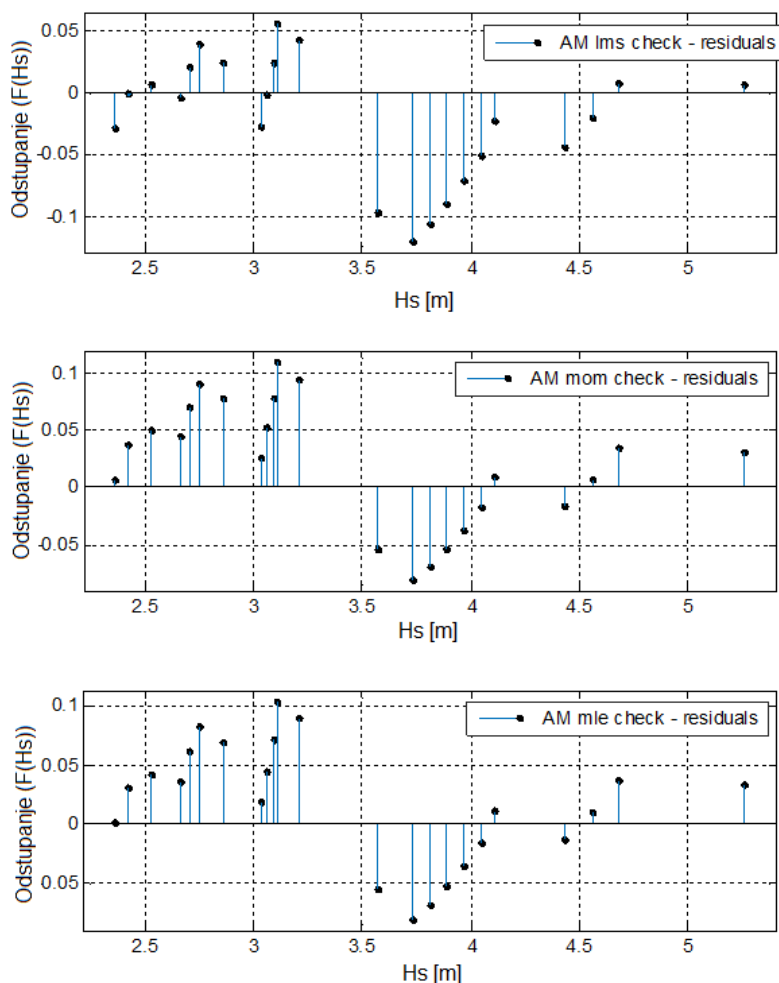 0.05
0
-0.05
-0.1
AM lms check - residuals
Odstupanje (F(Hs))
2.5 3 3.5 4 4.5 5
Hs [m]
0.1
0.05
0
-0.05
AM mom check - residuals
Odstupanje (F(Hs))
2.5 3 3.5 4 4.5 5
Hs [m]
0.1
0.05
0
0.05
AM mle check - residuals
Odstupanje (F(Hs))
2.5 3 3.5 4 4.5 5
Hs [m]